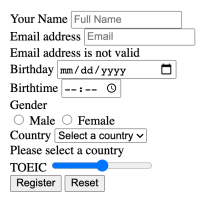 Your Name Full Name
Email address Email
Email address is not valid
Birthday mm/dd/yyyy
Birthtime --:--
Gender
Male Female
Country Select a country
Please select a country
TOEIC
Register Reset